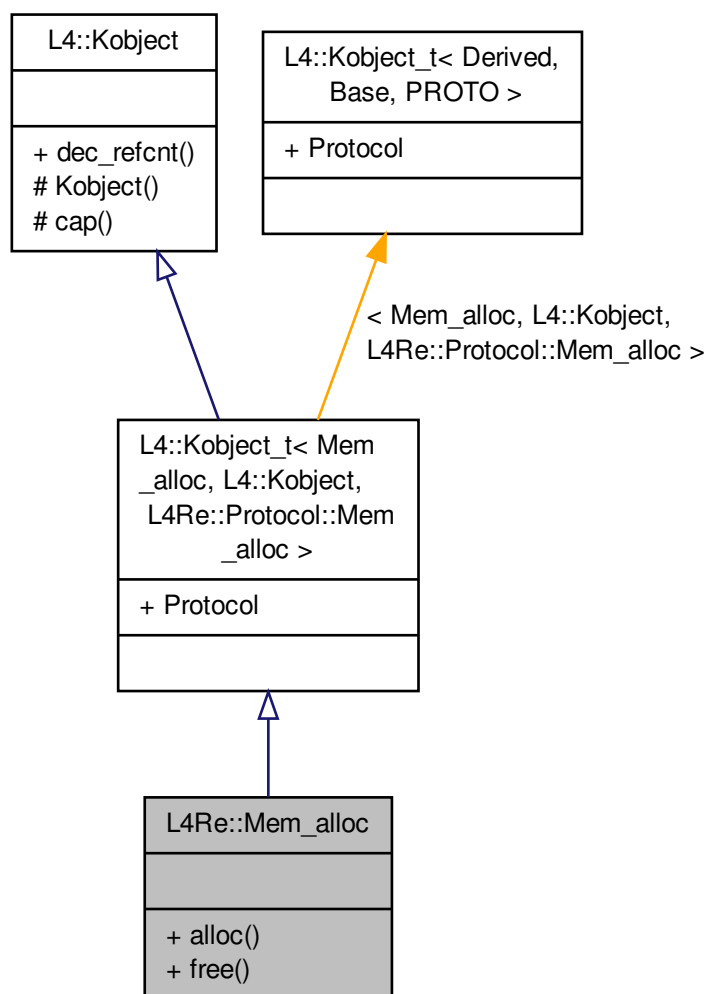 L4::Kobject
+ dec_refcnt()
# Kobject()
# cap()
L4::Kobject_t< Derived,
Base, PROTO >
+ Protocol
< Mem_alloc, L4::Kobject,
L4Re::Protocol::Mem_alloc >
L4::Kobject_t< Mem
_alloc, L4::Kobject,
L4Re::Protocol::Mem
_alloc >
+ Protocol
L4Re::Mem_alloc
+ alloc()
+ free()